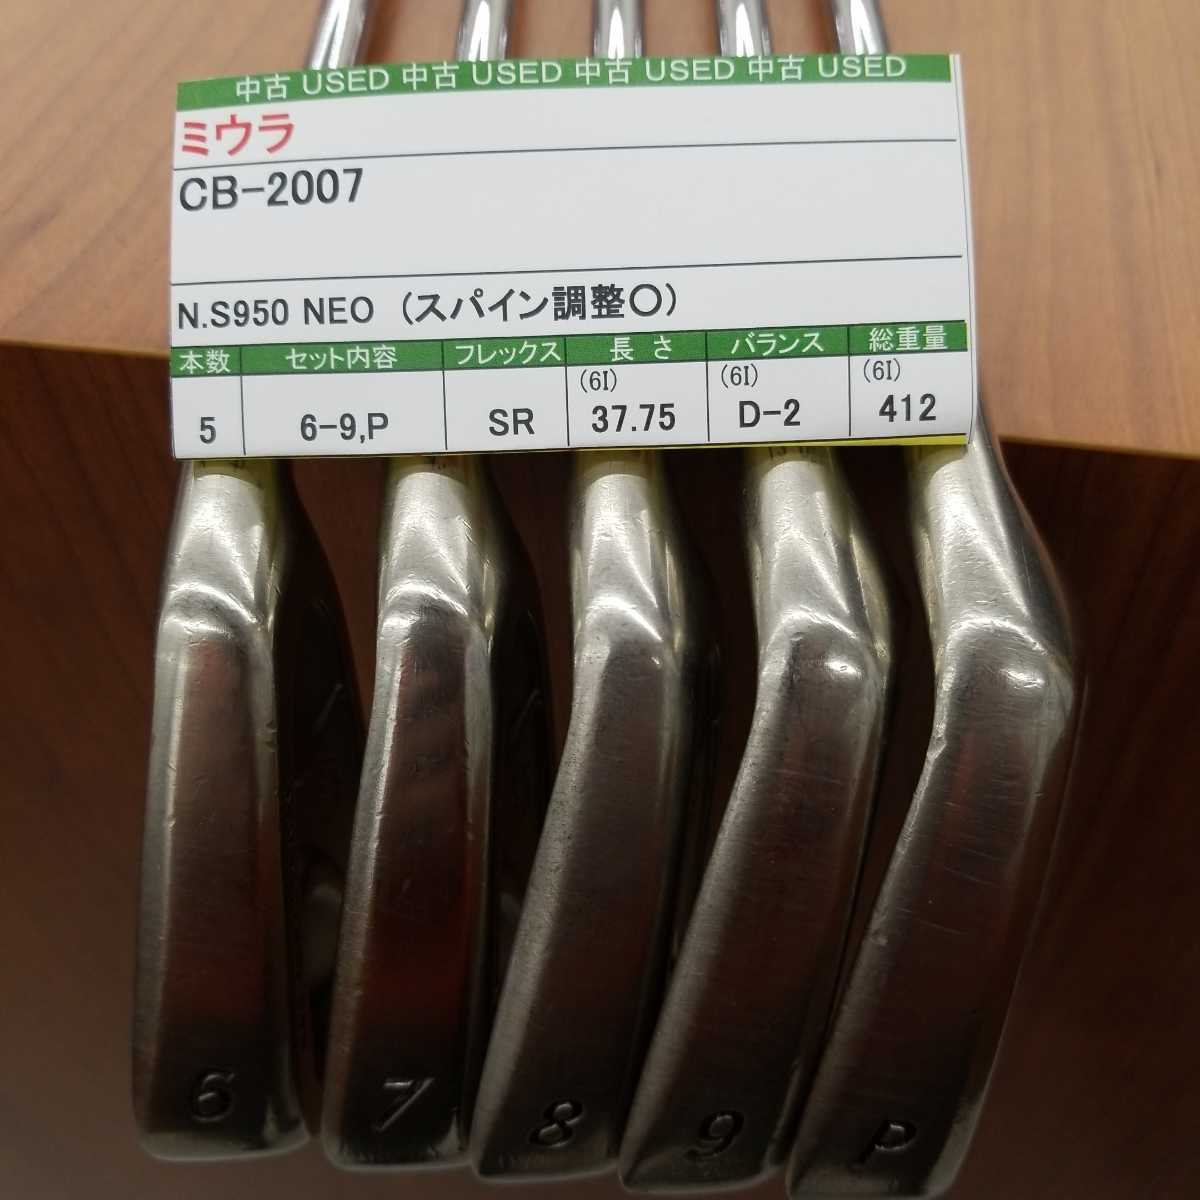 中古 USED 中古 USED 中古 USED 中古 USED
ミウラ
CB-2007
N.S950 NEO (スパイン調整〇)
本数 セット内容 フレックス 長さ バランス 総重量
(6I) (6I) (6I)
5 6-9,P SR 37.75 D-2 412
6 7 8 9 P